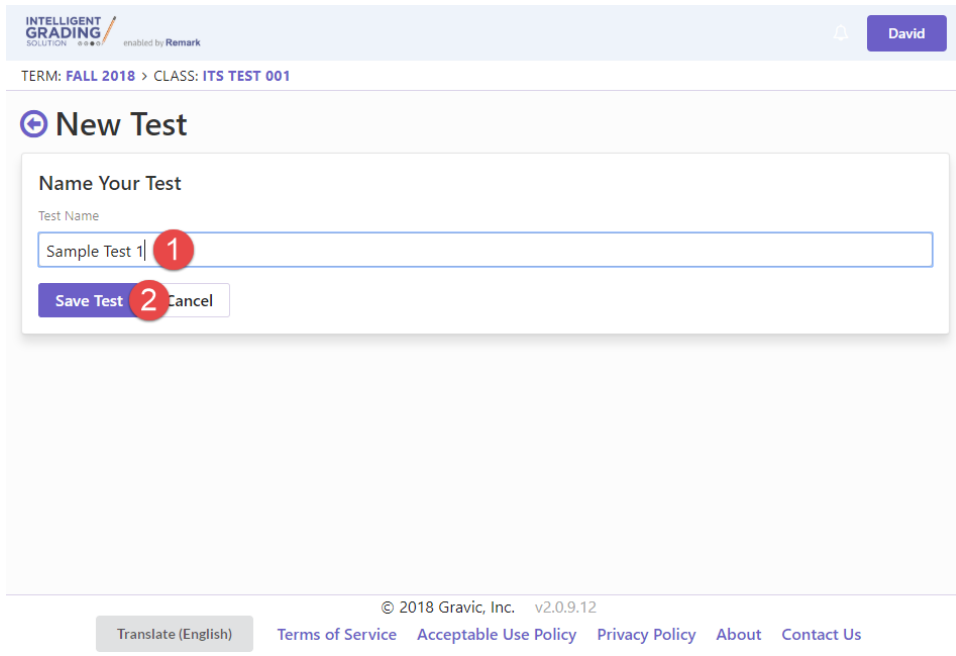 INTELLIGENT
GRADING
SOLUTION enabled by Remark
David
TERM: FALL 2018 > CLASS: ITS TEST 001
New Test
Name Your Test
Test Name
Sample Test 1 1
Save Test 2 Cancel
© 2018 Gravic, Inc. v2.0.9.12
Translate (English) Terms of Service Acceptable Use Policy Privacy Policy About Contact Us